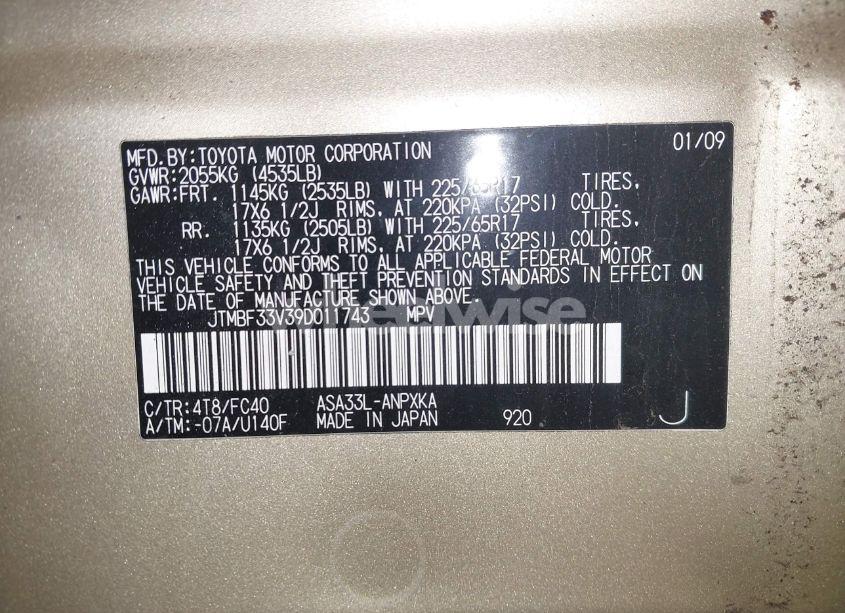 MFD.BY:TOYOTA MOTOR CORPORATION 01/09
GVWR:2055KG (4535LB)
GAWR:FRT. 1145KG (2535LB) WITH 225/65R17 TIRES,
17X6 1/2J RIMS, AT 220KPA (32PSI) COLD.
RR. 1135KG (2505LB) WITH 225/65R17 TIRES,
17X6 1/2J RIMS, AT 220KPA (32PSI) COLD.
THIS VEHICLE CONFORMS TO ALL APPLICABLE FEDERAL MOTOR
VEHICLE SAFETY AND THEFT PREVENTION STANDARDS IN EFFECT ON
THE DATE OF MANUFACTURE SHOWN ABOVE.
JTMBF33V39D011743 MPV
C/TR:4T8/FC40 ASA33L-ANPXKA
A/TM:-07A/U140F MADE IN JAPAN 920 J